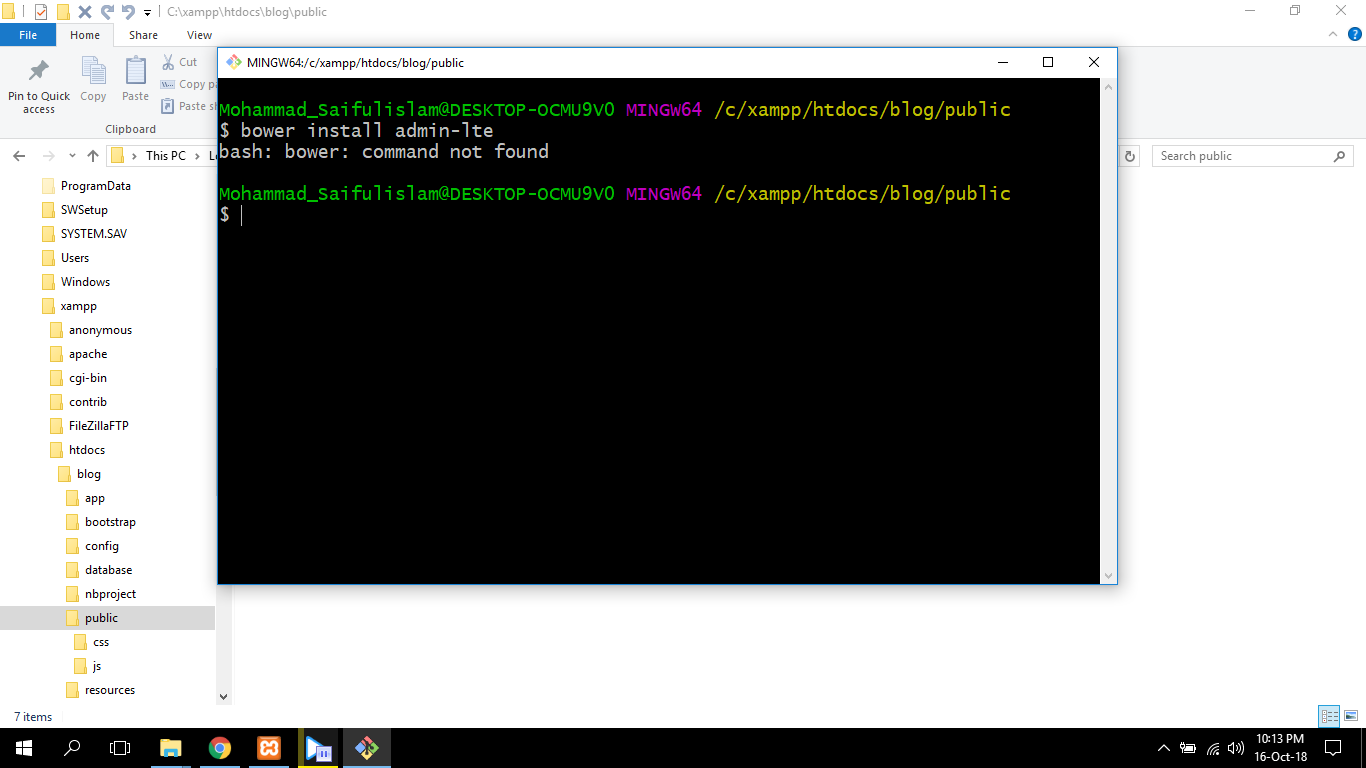 C:\xampp\htdocs\blog\public
File Home Share View
MINGW64:/c/xampp/htdocs/blog/public
Pin to Quick access
Copy
Paste
Cut
Copy
Paste
Clipboard
This PC
Search public
Mohammad_Saifulislam@DESKTOP-OCMU9V0 MINGW64 /c/xampp/htdocs/blog/public
$ bower install admin-lte
bash: bower: command not found
Mohammad_Saifulislam@DESKTOP-OCMU9V0 MINGW64 /c/xampp/htdocs/blog/public
$
ProgramData
SWSetup
SYSTEM.SAV
Users
Windows
xampp
anonymous
apache
cgi-bin
contrib
FileZillaFTP
htdocs
blog
app
bootstrap
config
database
nbproject
public
css
js
resources
7 items
10:13 PM
16-Oct-18